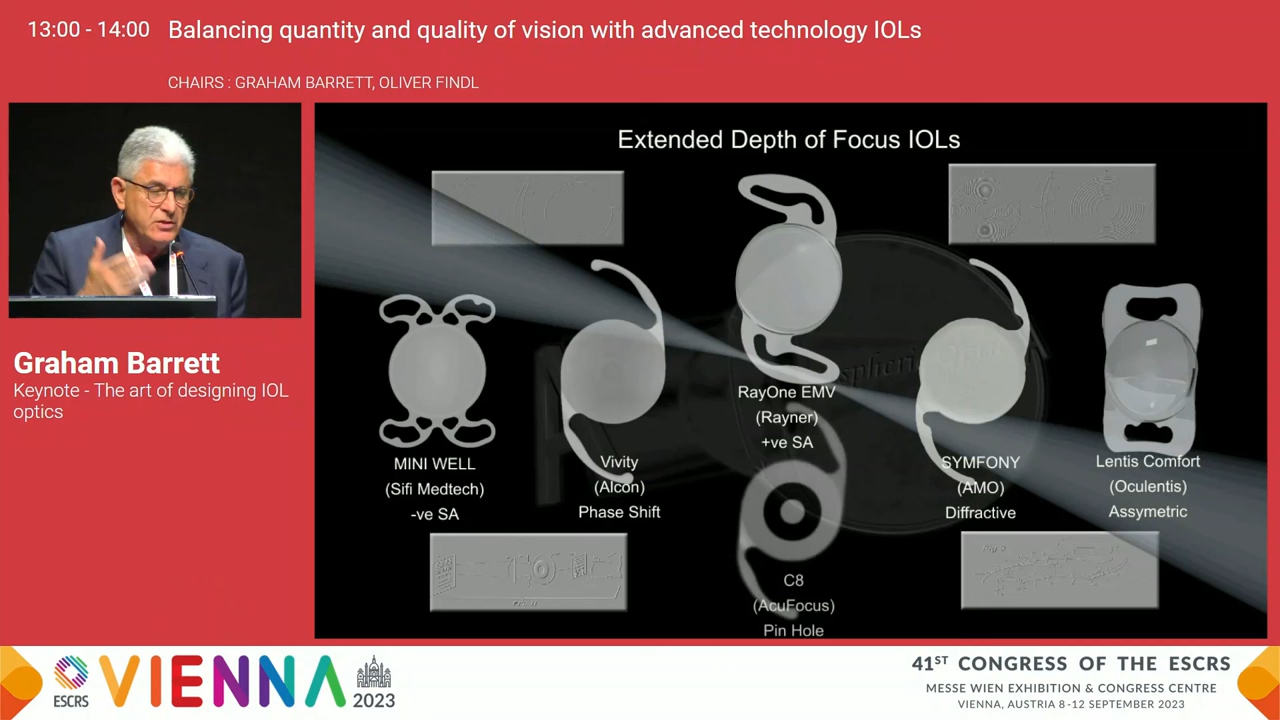 13:00 - 14:00 Balancing quantity and quality of vision with advanced technology IOLs
CHAIRS : GRAHAM BARRETT, OLIVER FINDL
Graham Barrett
Keynote - The art of designing IOL
optics
Extended Depth of Focus IOLs
MINI WELL
(Sifi Medtech)
-ve SA
Vivity
(Alcon)
Phase Shift
RayOne EMV
(Rayner)
+ve SA
C8
(AcuFocus)
Pin Hole
SYMFONY
(AMO)
Diffractive
Lentis Comfort
(Oculentis)
Assymetric
ESCRS
VIENNA
2023
41ST CONGRESS OF THE ESCRS
MESSE WIEN EXHIBITION & CONGRESS CENTRE
VIENNA, AUSTRIA 8-12 SEPTEMBER 2023